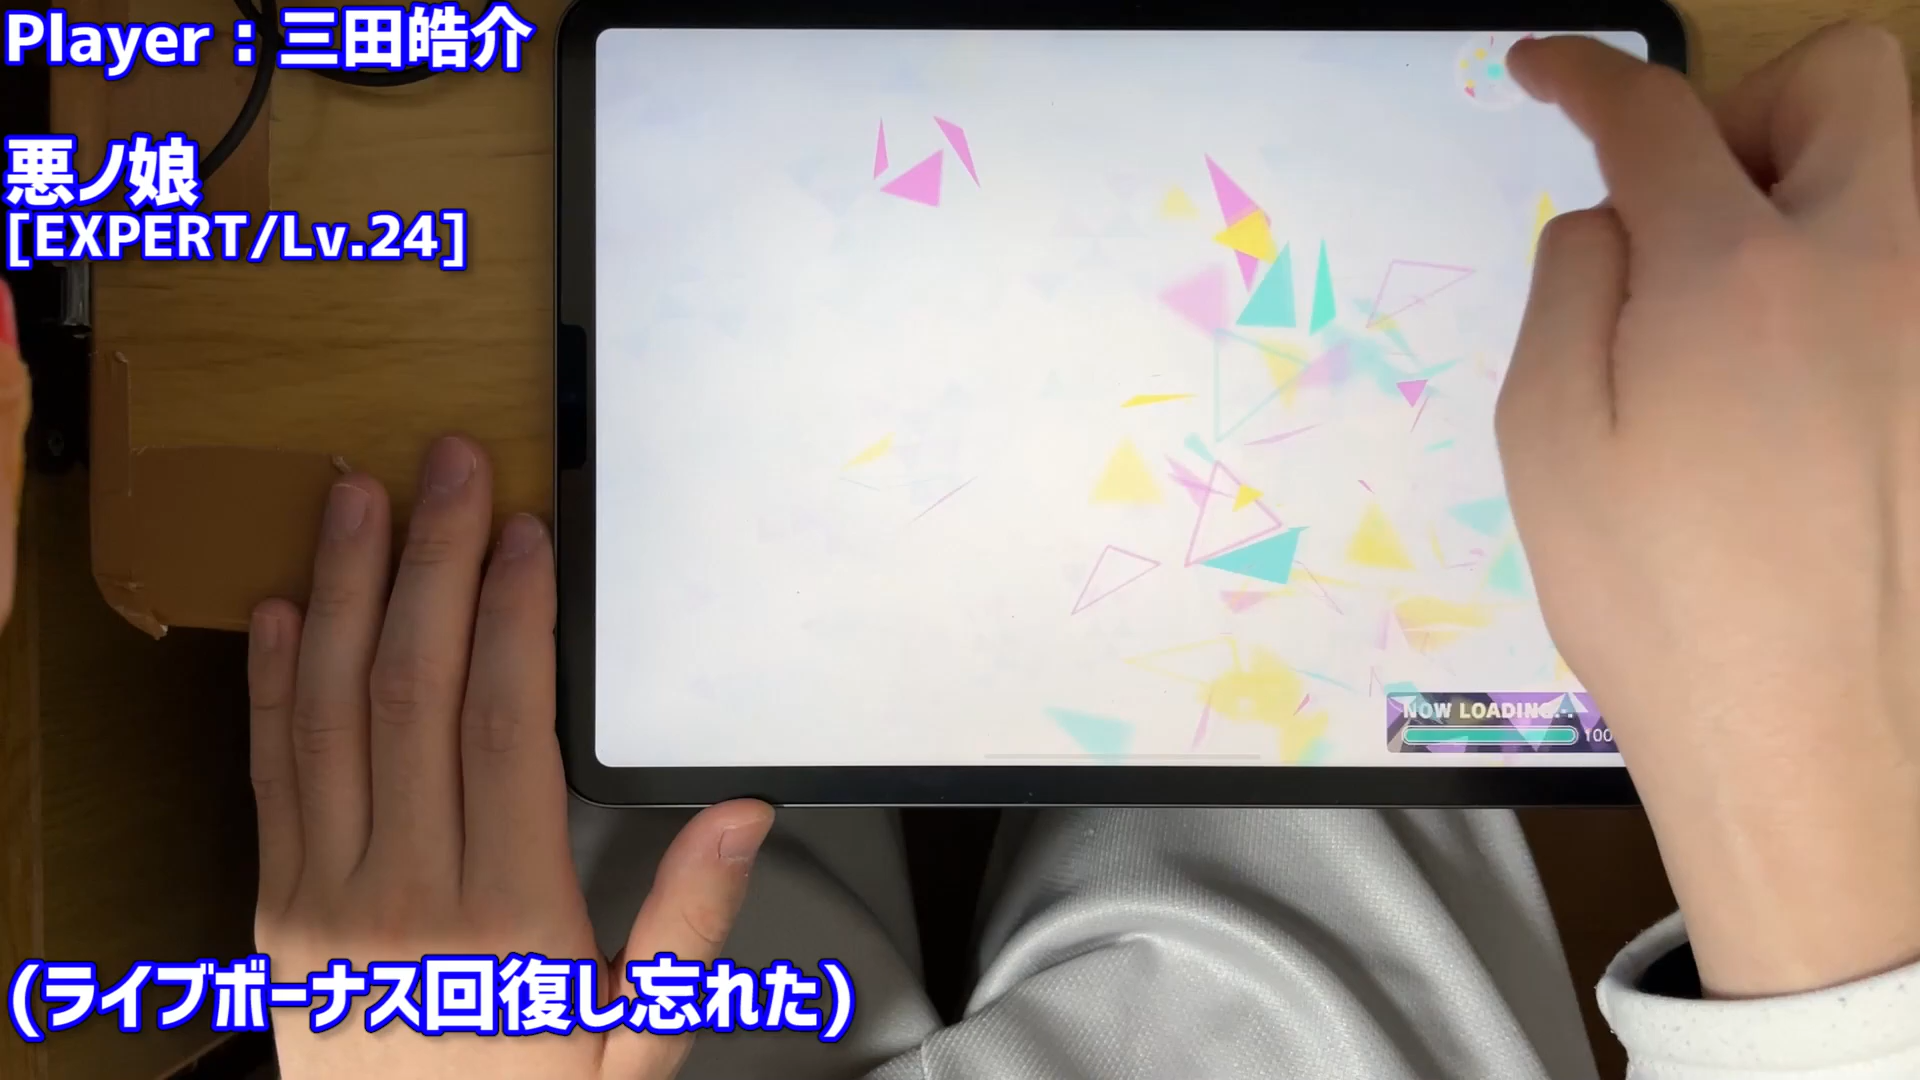 Player：三田皓介
悪ノ娘
[EXPERT/Lv.24]
NOW LOADING...
100
(ライブボーナス回復し忘れた)